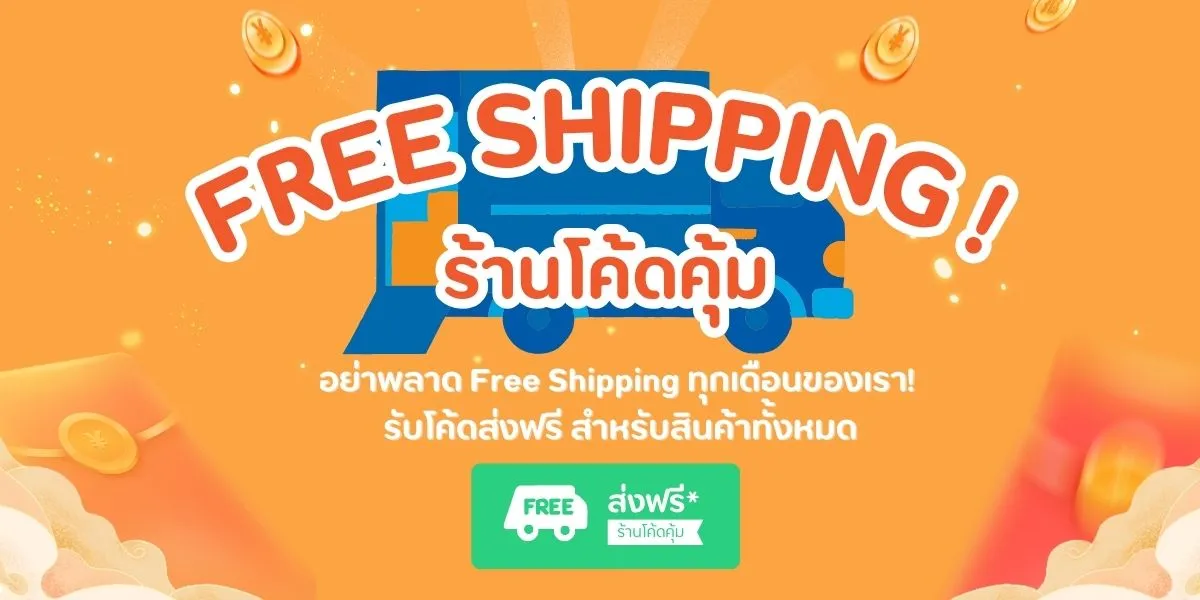 FREE SHIPPING !
ร้านโค้ดคุ้ม
อย่าพลาด Free Shipping ทุกเดือนของเรา!
รับโค้ดส่งฟรี สำหรับสินค้าทั้งหมด
FREE
ส่งฟรี*
ร้านโค้ดคุ้ม